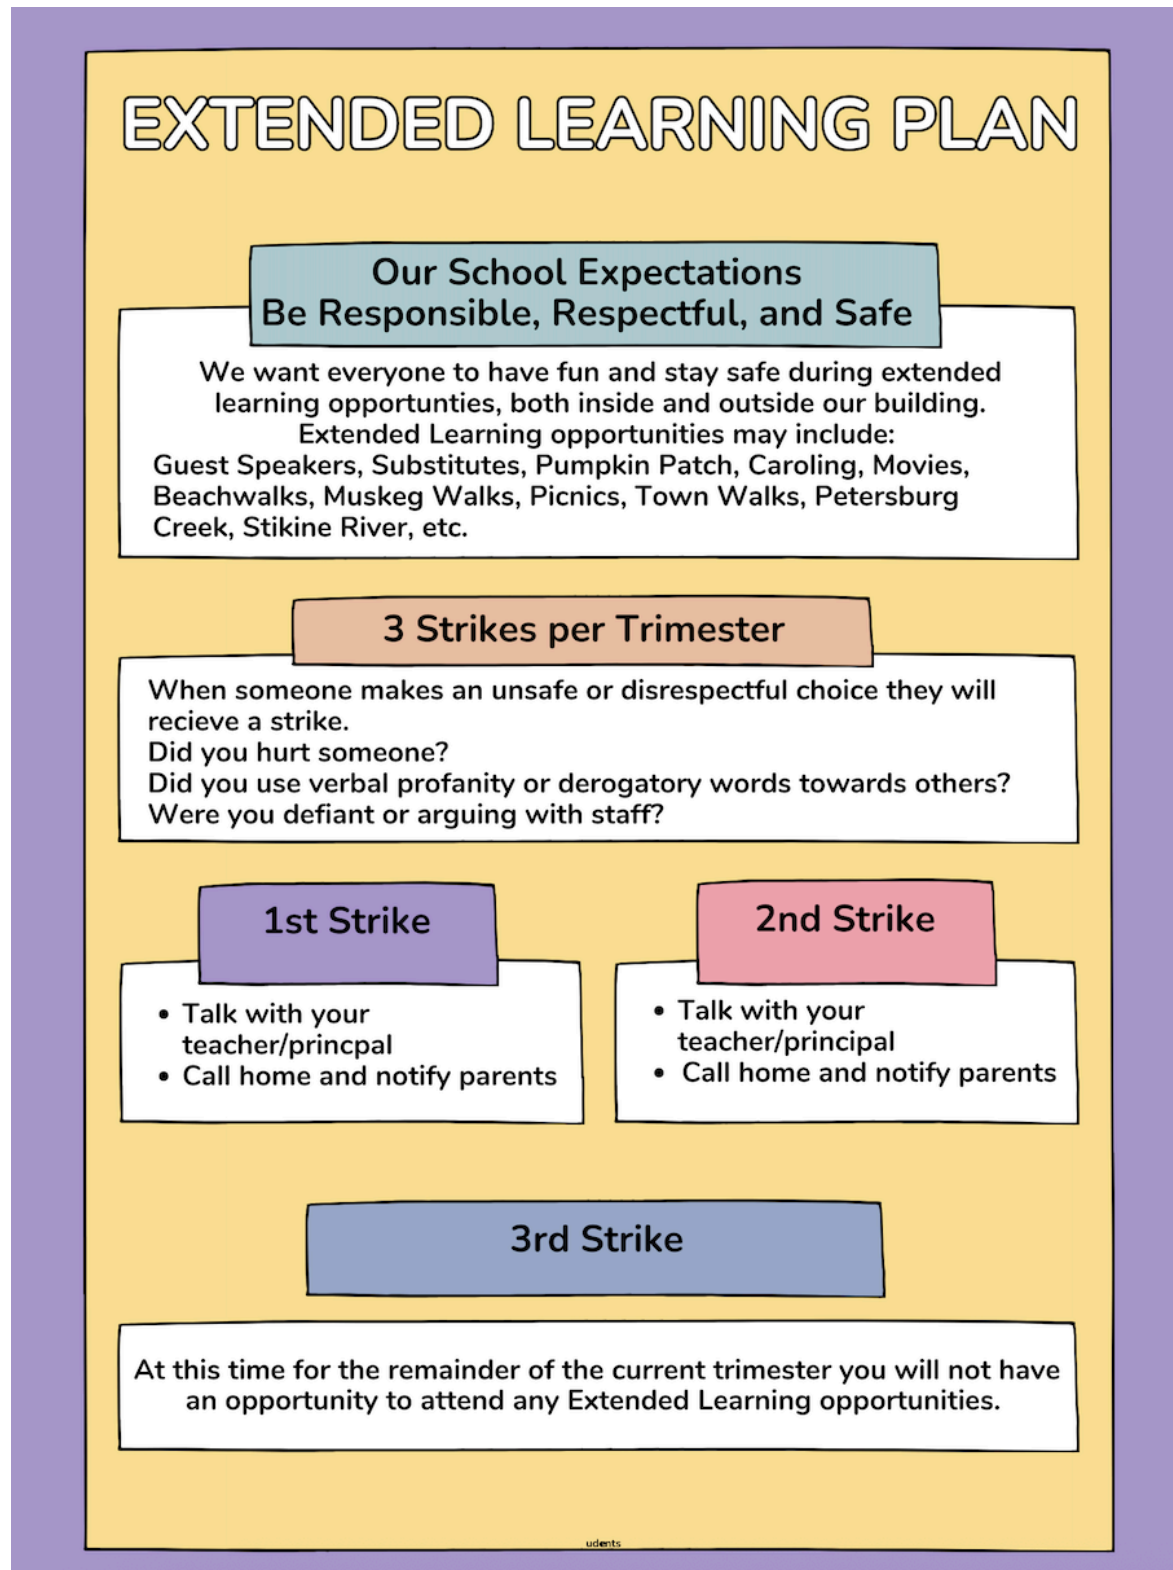 EXTENDED LEARNING PLAN
Our School Expectations
Be Responsible, Respectful, and Safe
We want everyone to have fun and stay safe during extended
learning opportunties, both inside and outside our building.
Extended Learning opportunities may include:
Guest Speakers, Substitutes, Pumpkin Patch, Caroling, Movies,
Beachwalks, Muskeg Walks, Picnics, Town Walks, Petersburg
Creek, Stikine River, etc.
3 Strikes per Trimester
When someone makes an unsafe or disrespectful choice they will
recieve a strike.
Did you hurt someone?
Did you use verbal profanity or derogatory words towards others?
Were you defiant or arguing with staff?
1st Strike
• Talk with your
teacher/princpal
• Call home and notify parents
2nd Strike
• Talk with your
teacher/principal
• Call home and notify parents
3rd Strike
At this time for the remainder of the current trimester you will not have
an opportunity to attend any Extended Learning opportunities.
udents